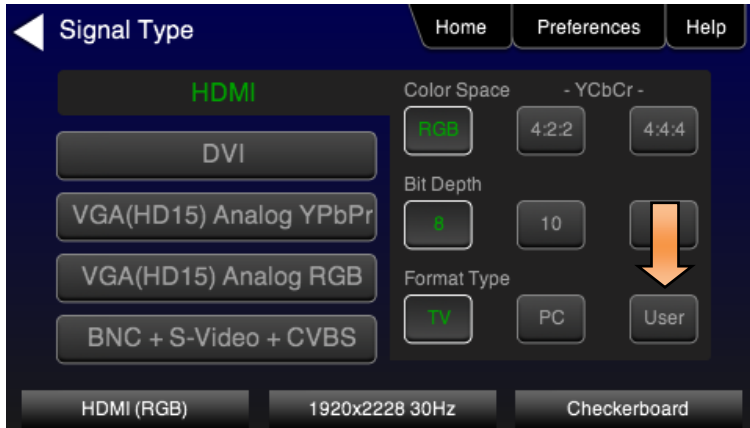 Signal Type
Home
Preferences
Help
HDMI
DVI
VGA(HD15) Analog YPbPr
VGA(HD15) Analog RGB
BNC + S-Video + CVBS
Color Space - YCbCr -
RGB 4:2:2 4:4:4
Bit Depth
8 10
Format Type
TV PC User
HDMI (RGB)
1920x2228 30Hz
Checkerboard